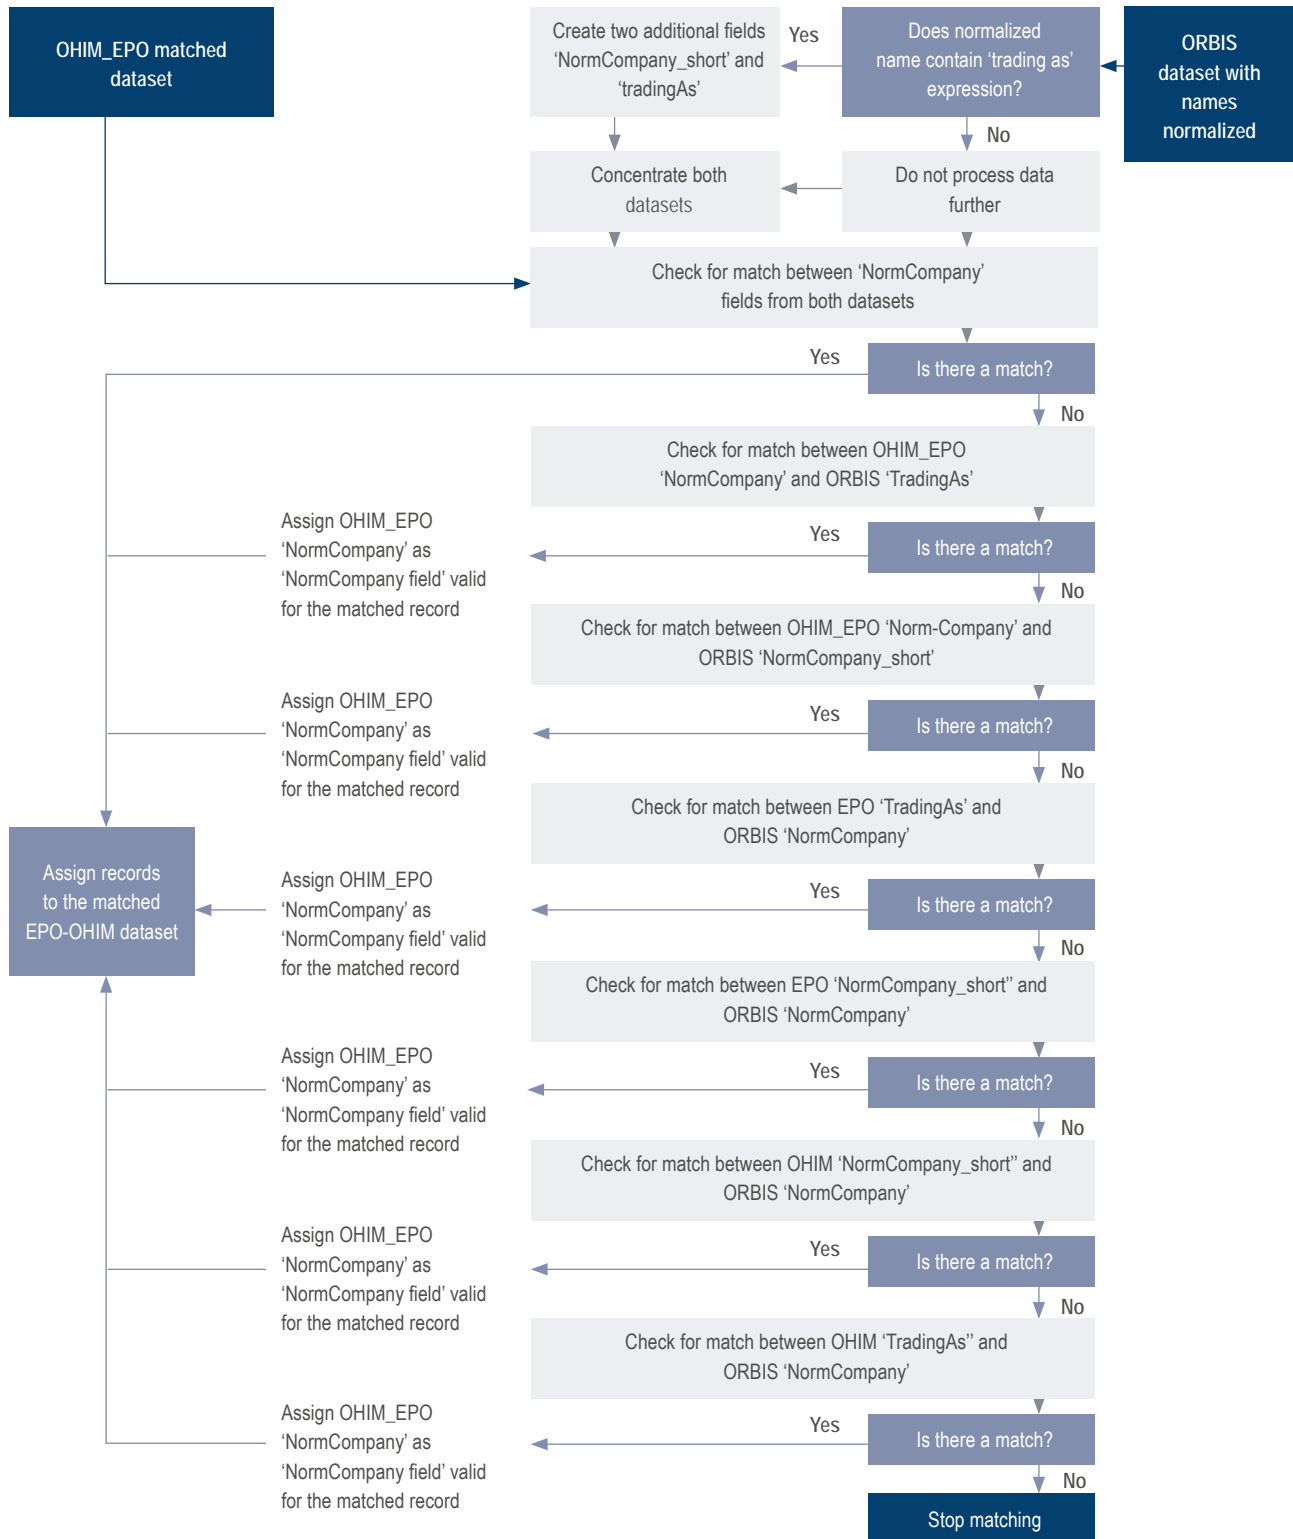 OHIM_EPO matched
dataset
Create two additional fields
‘NormCompany_short’ and
‘tradingAs’
Yes
Does normalized
name contain ‘trading as’
expression?
ORBIS
dataset with
names
normalized
No
Concentrate both
datasets
Do not process data
further
Check for match between ‘NormCompany’
fields from both datasets
Yes
Is there a match?
No
Check for match between OHIM_EPO
‘NormCompany’ and ORBIS ‘TradingAs’
Assign OHIM_EPO
‘NormCompany’ as
‘NormCompany field’ valid
for the matched record
Yes
Is there a match?
No
Check for match between OHIM_EPO ‘Norm-Company’ and
ORBIS ‘NormCompany_short’
Assign OHIM_EPO
‘NormCompany’ as
‘NormCompany field’ valid
for the matched record
Yes
Is there a match?
No
Check for match between EPO ‘TradingAs’ and
ORBIS ‘NormCompany’
Assign records
to the matched
EPO-OHIM dataset
Assign OHIM_EPO
‘NormCompany’ as
‘NormCompany field’ valid
for the matched record
Yes
Is there a match?
No
Check for match between EPO ‘NormCompany_short’’ and
ORBIS ‘NormCompany’
Assign OHIM_EPO
‘NormCompany’ as
‘NormCompany field’ valid
for the matched record
Yes
Is there a match?
No
Check for match between OHIM ‘NormCompany_short’’ and
ORBIS ‘NormCompany’
Assign OHIM_EPO
‘NormCompany’ as
‘NormCompany field’ valid
for the matched record
Yes
Is there a match?
No
Check for match between OHIM ‘TradingAs’’ and
ORBIS ‘NormCompany’
Assign OHIM_EPO
‘NormCompany’ as
‘NormCompany field’ valid
for the matched record
Yes
Is there a match?
No
Stop matching